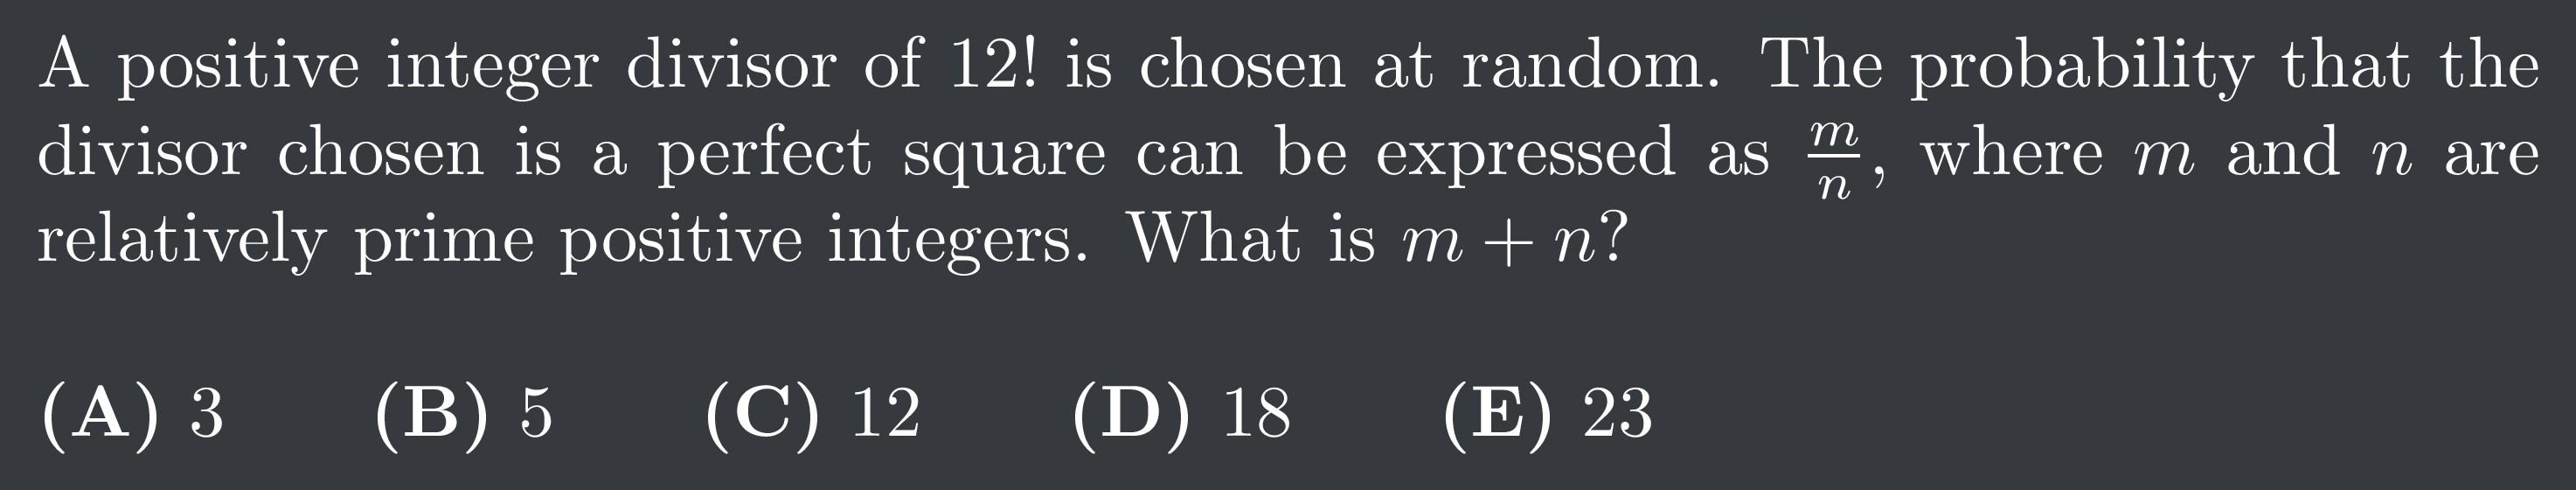 A positive integer divisor of 12! is chosen at random. The probability that the
divisor chosen is a perfect square can be expressed as $\frac{m}{n}$, where $m$ and $n$ are
relatively prime positive integers. What is $m + n$?
(A) 3 (B) 5 (C) 12 (D) 18 (E) 23